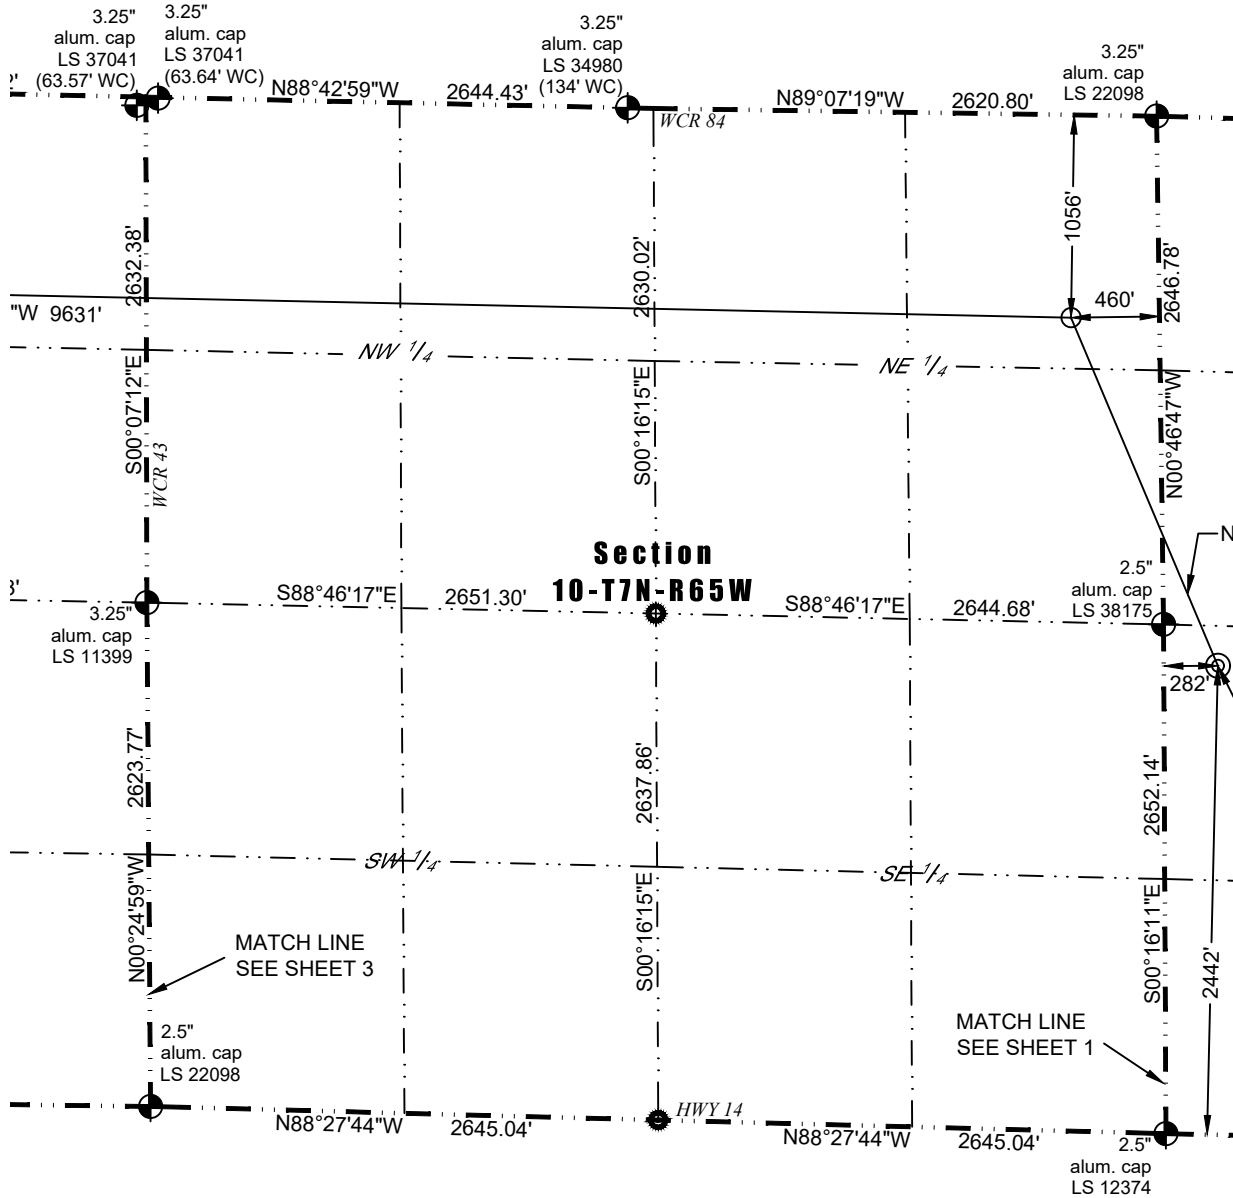 3.25"
alum. cap
LS 37041
(63.57' WC)
3.25"
alum. cap
LS 37041
(63.64' WC)
3.25"
alum. cap
LS 34980
(134' WC)
3.25"
alum. cap
LS 22098
N88°42'59"W
2644.43'
N89°07'19"W
2620.80'
WCR 84
1056'
460'
2632.38'
2630.02'
2646.78'
"W 9631'
NW 1/4
NE 1/4
S00°07'12"E
WCR 43
S00°16'15"E
N00°46'47"W
Section
10-T7N-R65W
N
S88°46'17"E
2651.30'
S88°46'17"E
2644.68'
2.5"
alum. cap
LS 38175
3.25"
alum. cap
LS 11399
282'
2623.77'
2637.86'
2652.14'
SW 1/4
SE 1/4
N00°24'59"W
S00°16'15"E
S00°16'11"E
2442'
MATCH LINE
SEE SHEET 3
MATCH LINE
SEE SHEET 1
2.5"
alum. cap
LS 22098
HWY 14
N88°27'44"W
2645.04'
N88°27'44"W
2645.04'
2.5"
alum. cap
LS 12374